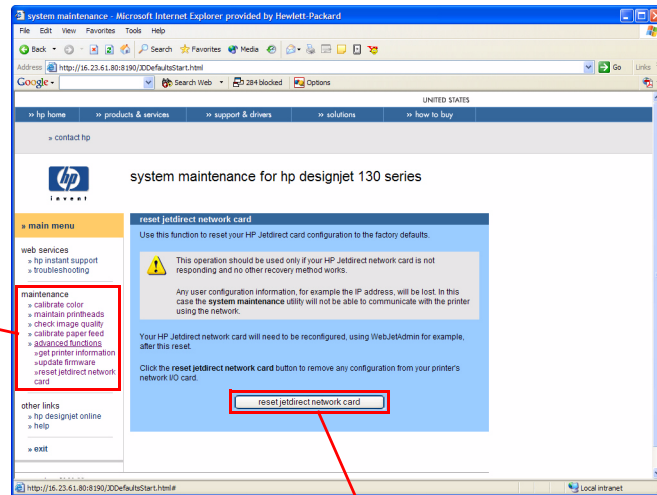 system maintenance - Microsoft Internet Explorer provided by Hewlett-Packard
File Edit View Favorites Tools Help
Back Search Favorites Media
Address http://16.23.61.80:8190/JDDefaultsStart.html Go Links
Google Search Web 284 blocked Options
UNITED STATES
» hp home » products & services » support & drivers » solutions » how to buy
» contact hp
hp
invent
system maintenance for hp designjet 130 series
» main menu
web services
» hp instant support
» troubleshooting
maintenance
» calibrate color
» maintain printheads
» check image quality
» calibrate paper feed
» advanced functions
»get printer information
»update firmware
»reset jetdirect network
card
other links
» hp designjet online
» help
» exit
reset jetdirect network card
Use this function to reset your HP Jetdirect card configuration to the factory defaults.
This operation should be used only if your HP Jetdirect network card is not
responding and no other recovery method works.
Any user configuration information, for example the IP address, will be lost. In this
case the system maintenance utility will not be able to communicate with the printer
using the network.
Your HP Jetdirect network card will need to be reconfigured, using WebJetAdmin for example,
after this reset.
Click the reset jetdirect network card button to remove any configuration from your printer's
network I/O card.
reset jetdirect network card
http://16.23.61.80:8190/JDDefaultsStart.html# Local intranet